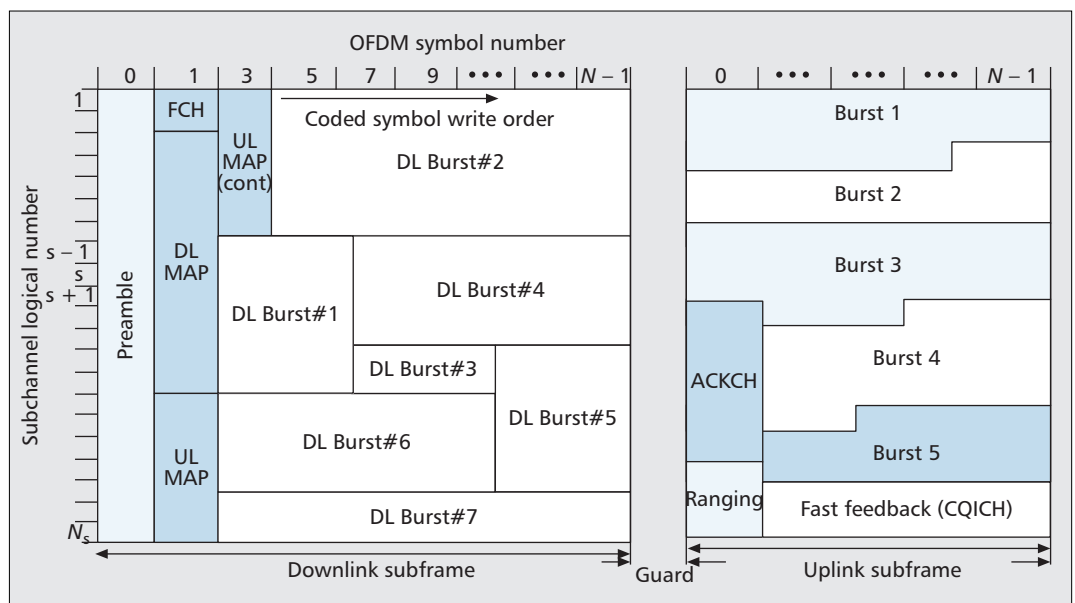 OFDM symbol number
0 1 3 5 7 9 ••• ••• N – 1
0 ••• ••• ••• N – 1
Subchannel logical number
1
s – 1
s
s + 1
Ns
Preamble
FCH
DL
MAP
UL
MAP
UL
MAP
(cont)
Coded symbol write order
DL Burst#2
DL Burst#1
DL Burst#4
DL Burst#3
DL Burst#5
DL Burst#6
DL Burst#7
Burst 1
Burst 2
Burst 3
Burst 4
ACKCH
Burst 5
Ranging
Fast feedback (CQICH)
Downlink subframe
Guard
Uplink subframe